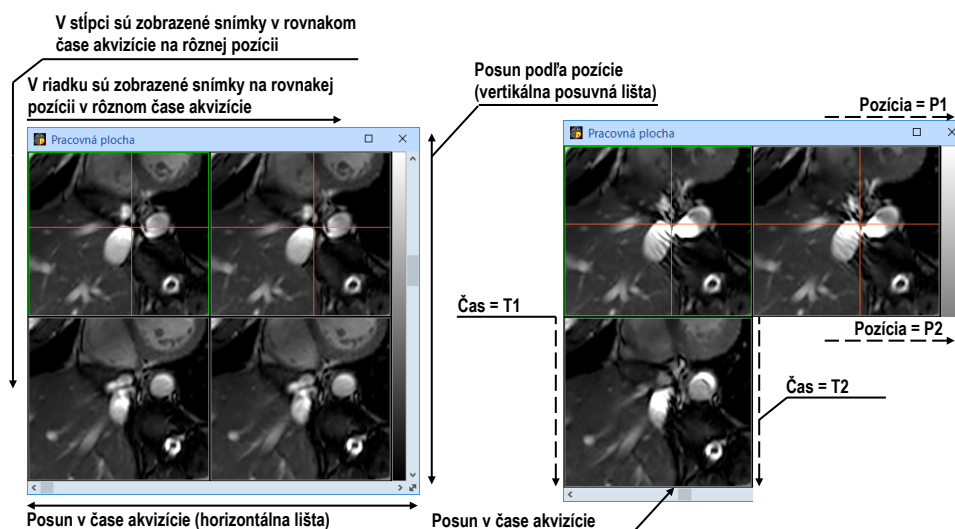 V stĺpci sú zobrazené snímky v rovnakom
čase akvizície na rôznej pozícii
V riadku sú zobrazené snímky na rovnakej
pozícii v rôznom čase akvizície
Posun podľa pozície
(vertikálna posuvná lišta)
Pozícia = P1
Pracovná plocha
Pracovná plocha
Čas = T1
Pozícia = P2
Čas = T2
Posun v čase akvizície (horizontálna lišta)
Posun v čase akvizície